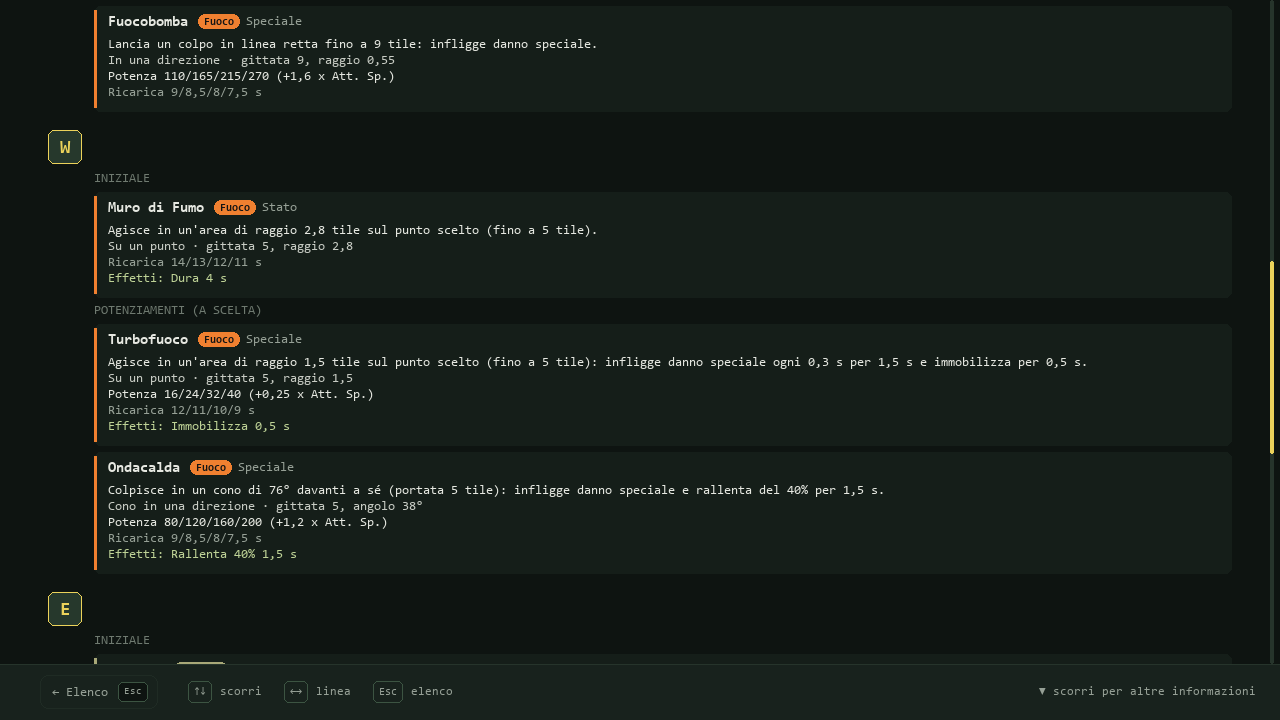 Fuocobomba Fuoco Speciale
Lancia un colpo in linea retta fino a 9 tile: infligge danno speciale.
In una direzione · gittata 9, raggio 0,55
Potenza 110/165/215/270 (+1,6 x Att. Sp.)
Ricarica 9/8,5/8/7,5 s
W
INIZIALE
Muro di Fumo Fuoco Stato
Agisce in un'area di raggio 2,8 tile sul punto scelto (fino a 5 tile).
Su un punto · gittata 5, raggio 2,8
Ricarica 14/13/12/11 s
Effetti: Dura 4 s
POTENZIAMENTI (A SCELTA)
Turbofuoco Fuoco Speciale
Agisce in un'area di raggio 1,5 tile sul punto scelto (fino a 5 tile): infligge danno speciale ogni 0,3 s per 1,5 s e immobilizza per 0,5 s.
Su un punto · gittata 5, raggio 1,5
Potenza 16/24/32/40 (+0,25 x Att. Sp.)
Ricarica 12/11/10/9 s
Effetti: Immobilizza 0,5 s
Ondacalda Fuoco Speciale
Colpisce in un cono di 76° davanti a sé (portata 5 tile): infligge danno speciale e rallenta del 40% per 1,5 s.
Cono in una direzione · gittata 5, angolo 38°
Potenza 80/120/160/200 (+1,2 x Att. Sp.)
Ricarica 9/8,5/8/7,5 s
Effetti: Rallenta 40% 1,5 s
E
INIZIALE
← Elenco Esc ↑↓ scorri ↔ linea Esc elenco ▼ scorri per altre informazioni